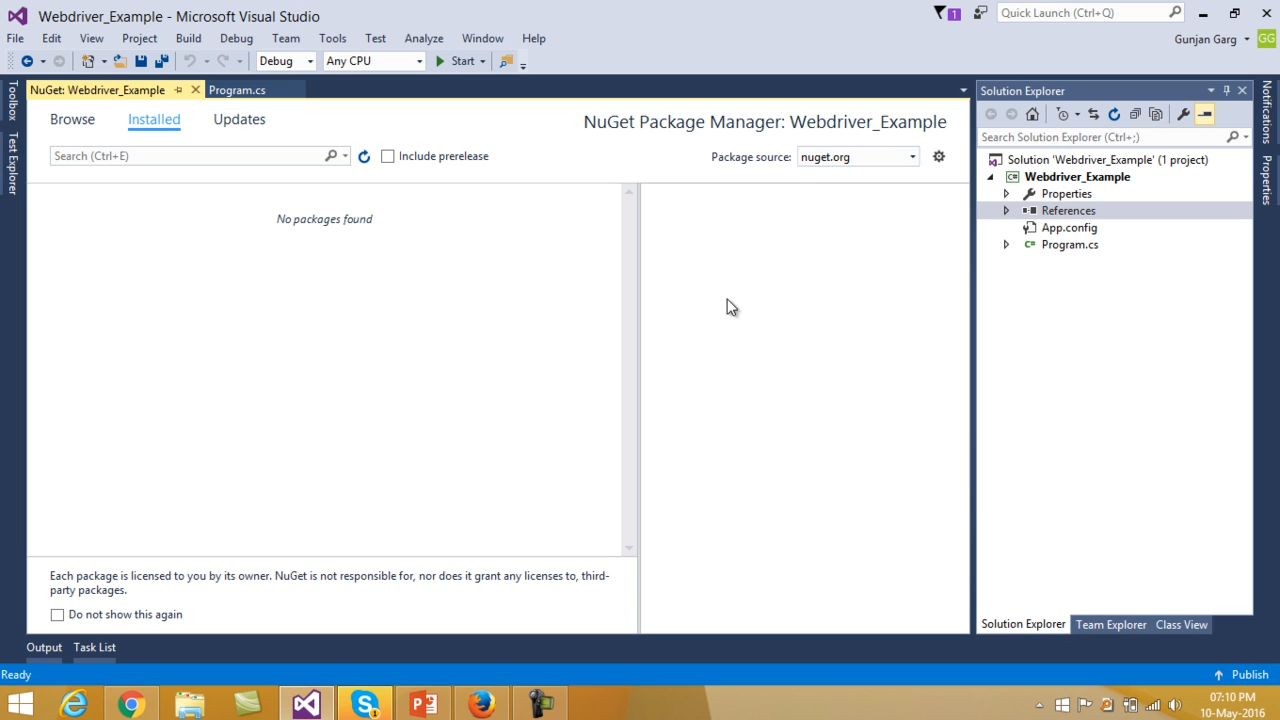 Webdriver_Example - Microsoft Visual Studio
1
Quick Launch (Ctrl+Q)
File Edit View Project Build Debug Team Tools Test Analyze Window Help
Gunjan Garg GG
Debug Any CPU Start
Toolbox
Test Explorer
NuGet: Webdriver_Example Program.cs
Browse Installed Updates
NuGet Package Manager: Webdriver_Example
Search (Ctrl+E)
Include prerelease
Package source: nuget.org
No packages found
Each package is licensed to you by its owner. NuGet is not responsible for, nor does it grant any licenses to, third-
party packages.
Do not show this again
Solution Explorer
Search Solution Explorer (Ctrl+;)
Solution 'Webdriver_Example' (1 project)
C# Webdriver_Example
Properties
References
App.config
C# Program.cs
Solution Explorer Team Explorer Class View
Notifications
Properties
Output Task List
Ready
Publish
07:10 PM
10-May-2016